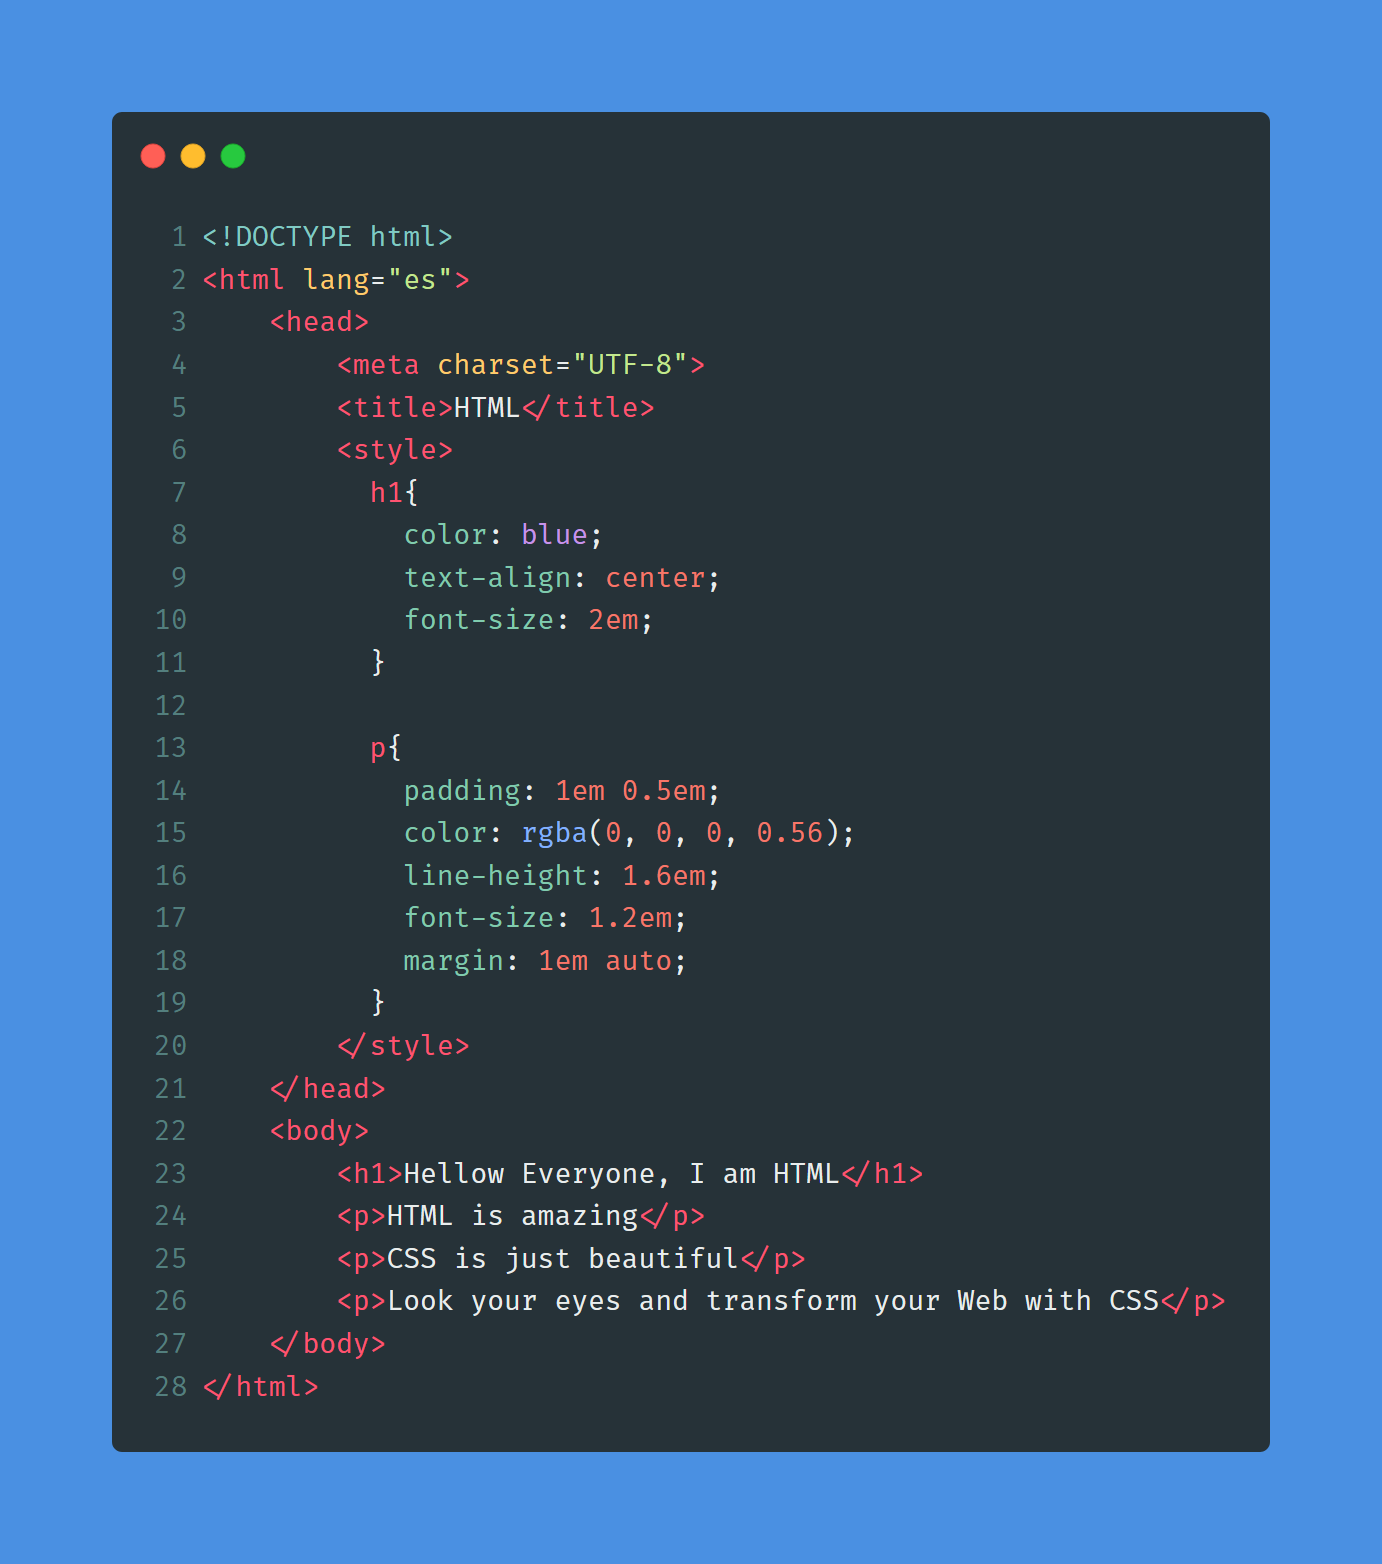 1 <!DOCTYPE html>
2 <html lang="es">
3     <head>
4         <meta charset="UTF-8">
5         <title>HTML</title>
6         <style>
7           h1{
8             color: blue;
9             text-align: center;
10             font-size: 2em;
11           }
12
13           p{
14             padding: 1em 0.5em;
15             color: rgba(0, 0, 0, 0.56);
16             line-height: 1.6em;
17             font-size: 1.2em;
18             margin: 1em auto;
19           }
20         </style>
21     </head>
22     <body>
23         <h1>Hellow Everyone, I am HTML</h1>
24         <p>HTML is amazing</p>
25         <p>CSS is just beautiful</p>
26         <p>Look your eyes and transform your Web with CSS</p>
27     </body>
28 </html>